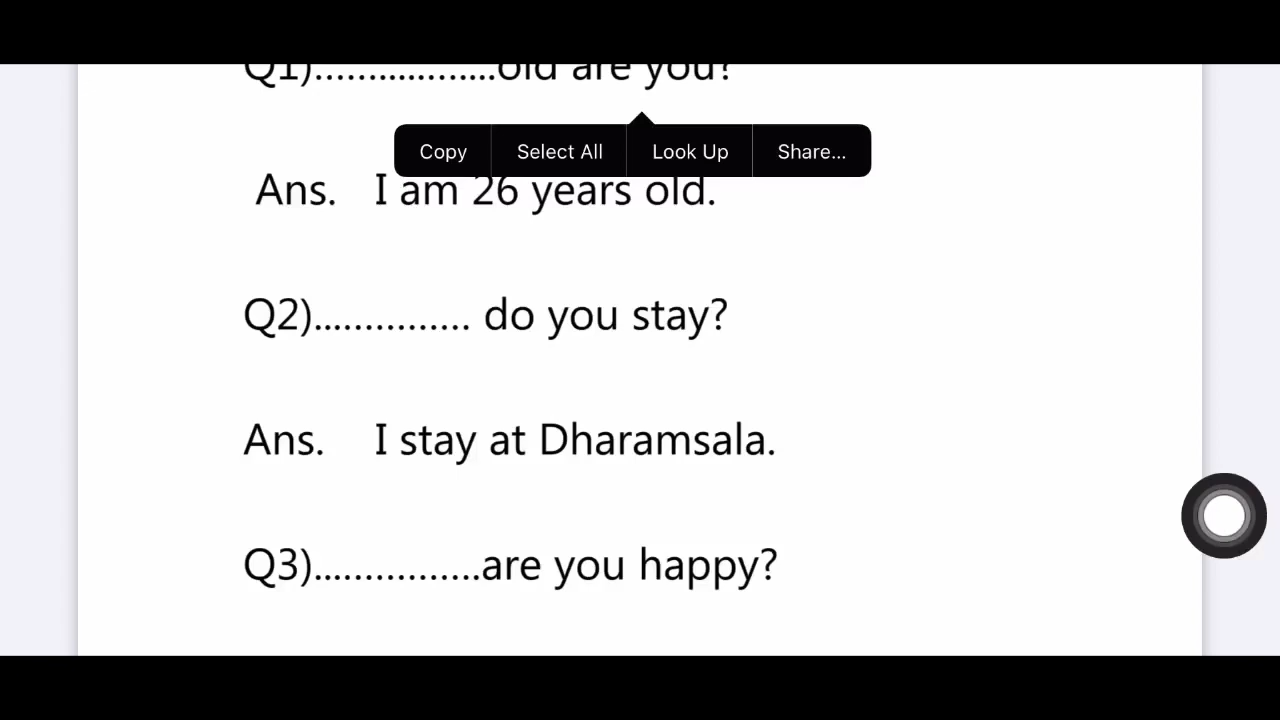 Q1)..................old are you?
Copy Select All Look Up Share...
Ans. I am 26 years old.
Q2)............... do you stay?
Ans. I stay at Dharamsala.
Q3)................are you happy?